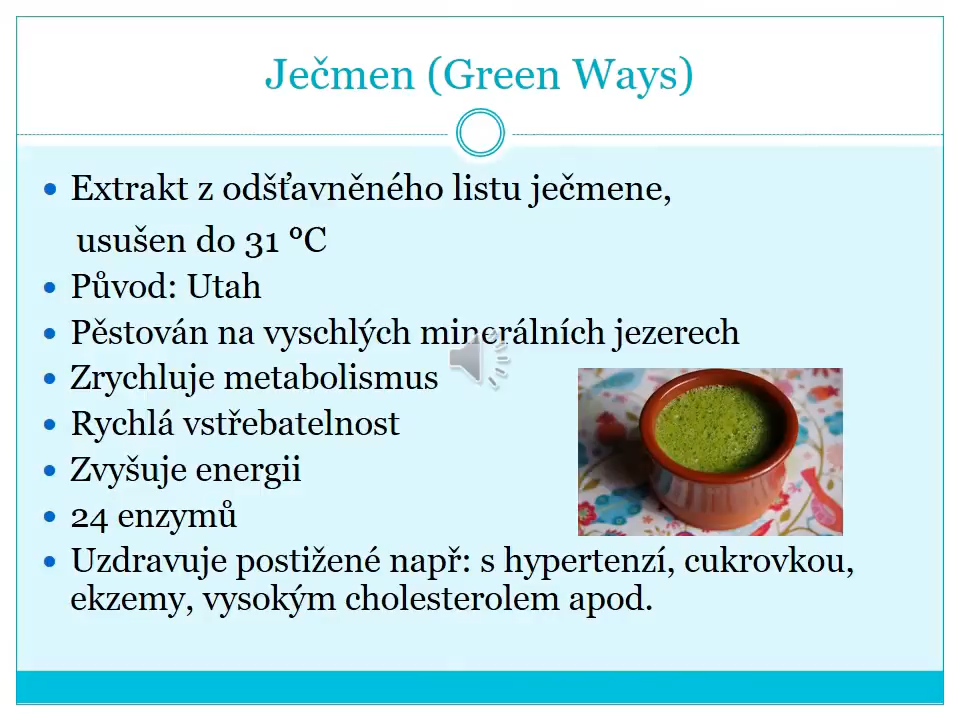 Ječmen (Green Ways)
Extrakt z odšťavněného listu ječmene,
usušen do 31 °C
Původ: Utah
Pěstován na vyschlých minerálních jezerech
Zrychluje metabolismus
Rychlá vstřebatelnost
Zvyšuje energii
24 enzymů
Uzdravuje postižené např: s hypertenzí, cukrovkou,
ekzemy, vysokým cholesterolem apod.